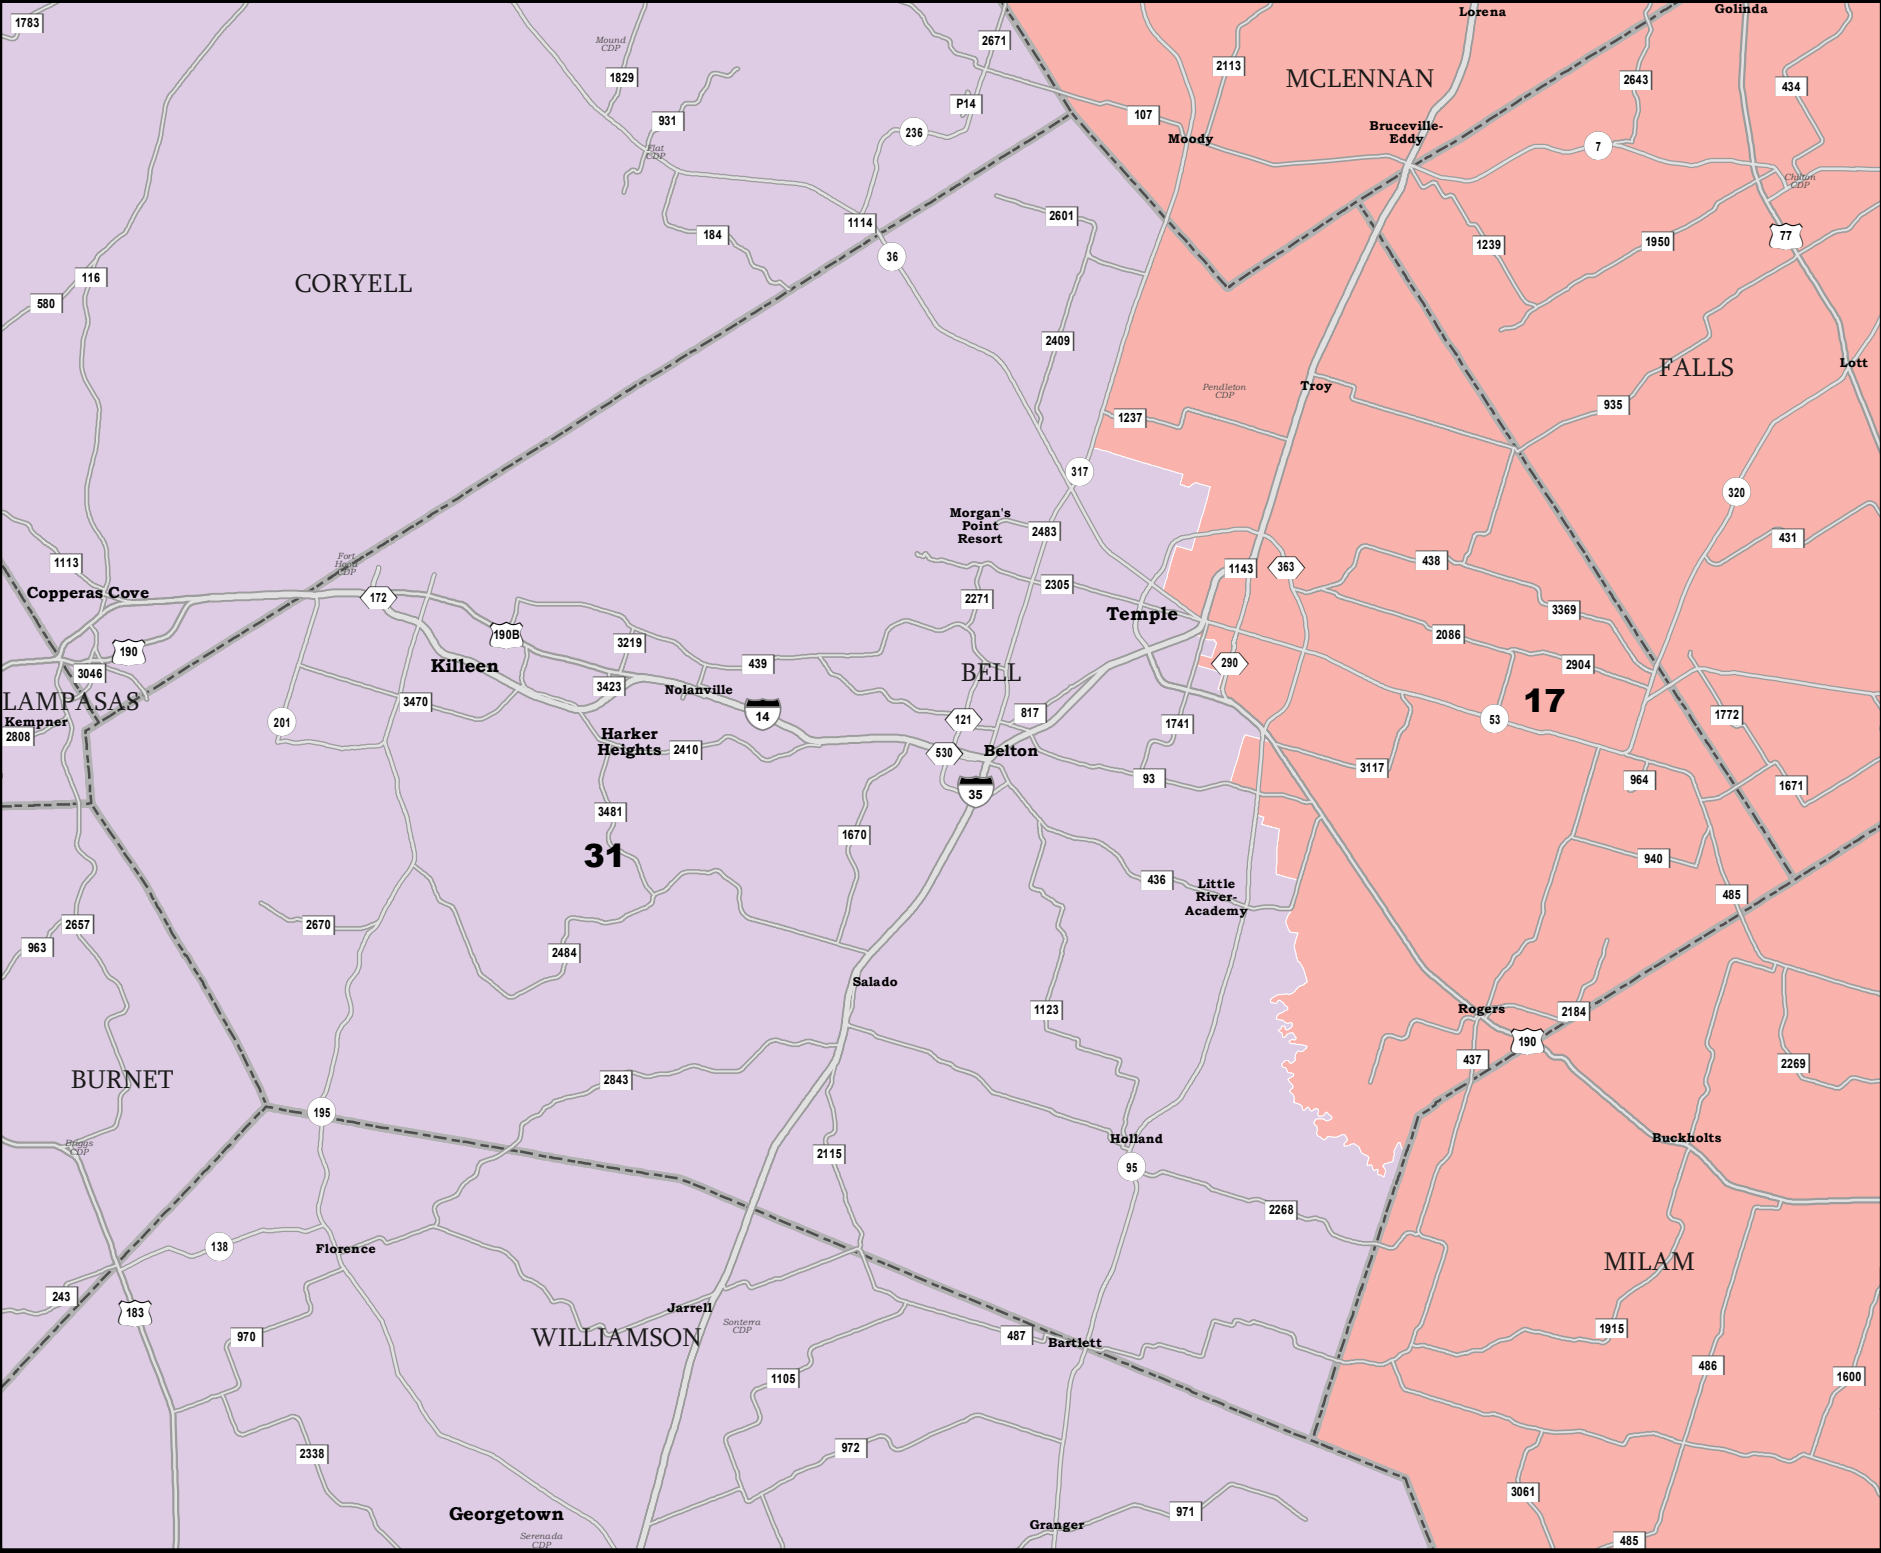 1783
Mound
CDP
1829
931
Flat
CDP
2671
P14
236
107
2113
MCLENNAN
Lorena
Golinda
2643
434
Bruceville-
Eddy
Moody
7
Chilton
CDP
184
1114
36
2601
1239
1950
77
116
580
CORYELL
2409
Pendleton
CDP
Troy
FALLS
Lott
1237
935
317
320
Morgan's
Point
Resort
2483
431
1113
Fort
Hood
CDP
438
1143
363
Copperas Cove
172
2305
2271
Temple
3369
190B
3219
2086
190
3046
Killeen
439
BELL
290
2904
LAMPASAS
Kempner
2808
3470
3423
Nolanville
14
201
121
817
1741
53
17
1772
Harker
Heights
2410
530
Belton
93
3117
964
1671
35
3481
31
1670
940
436
Little
River-
Academy
485
2657
963
2670
2484
Salado
1123
Rogers
2184
190
437
2269
BURNET
2843
195
Briggs
CDP
2115
Holland
95
Buckholts
2268
138
Florence
MILAM
243
183
970
Jarrell
Sonterra
CDP
WILLIAMSON
487
Bartlett
1915
486
1600
1105
972
2338
3061
Georgetown
Serenada
CDP
Granger
971
485